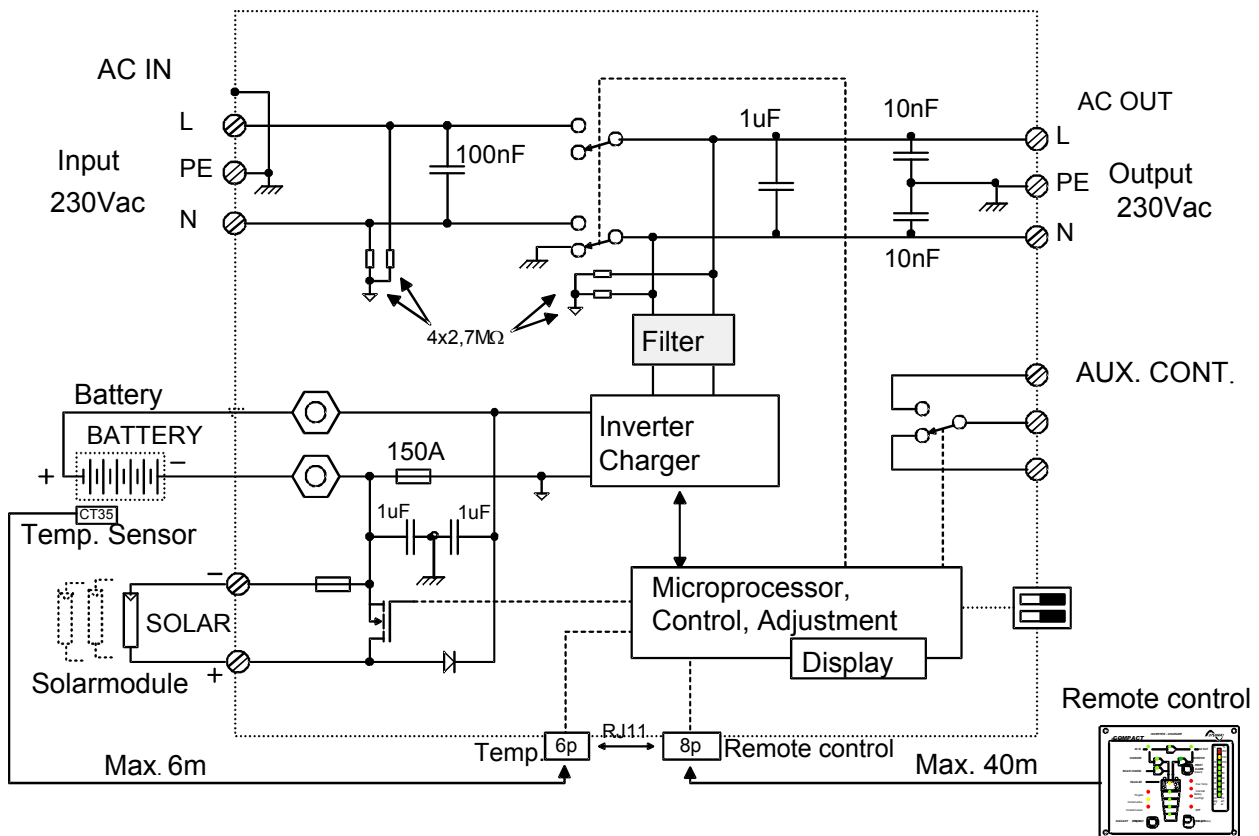 AC IN
L
Input
230Vac
PE
N
100nF
1uF
10nF
10nF
AC OUT
L
PE
Output
230Vac
N
4x2,7MΩ
Filter
AUX. CONT.
Battery
BATTERY
+
–
150A
Inverter
Charger
CT35
Temp. Sensor
1uF
1uF
Microprocessor,
Control, Adjustment
Display
–
SOLAR
+
Solarmodule
Temp.
6p
RJ11
8p
Remote control
Max. 6m
Max. 40m
Remote control
COMPACT